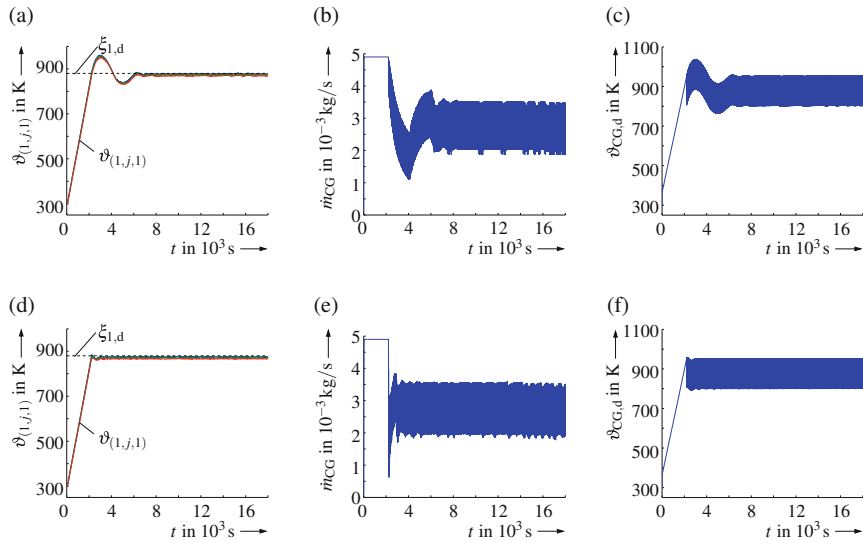 (a)
ϑ(1,j,1) in K
ξ1,d
900
700
500
300
ϑ(1,j,1)
0 4 8 12 16
t in 10³ s
(b)
ṁCG in 10⁻³ kg/s
5
4
3
2
1
0
0 4 8 12 16
t in 10³ s
(c)
ϑCG,d in K
1100
900
700
500
300
0 4 8 12 16
t in 10³ s
(d)
ϑ(1,j,1) in K
ξ1,d
900
700
500
300
ϑ(1,j,1)
0 4 8 12 16
t in 10³ s
(e)
ṁCG in 10⁻³ kg/s
5
4
3
2
1
0
0 4 8 12 16
t in 10³ s
(f)
ϑCG,d in K
1100
900
700
500
300
0 4 8 12 16
t in 10³ s